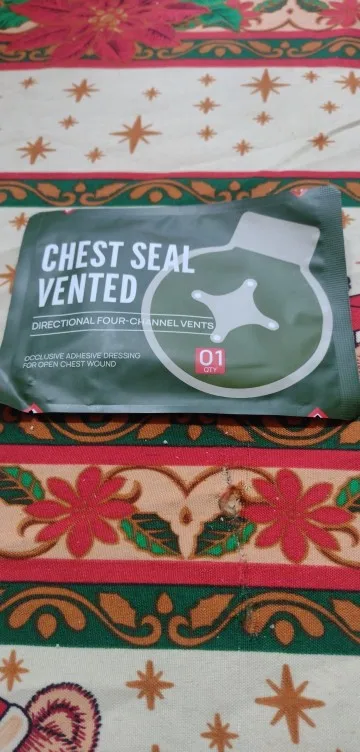 CHEST SEAL
VENTED
DIRECTIONAL FOUR-CHANNEL VENTS
OCCLUSIVE ADHESIVE DRESSING
FOR OPEN CHEST WOUND
01
QTY